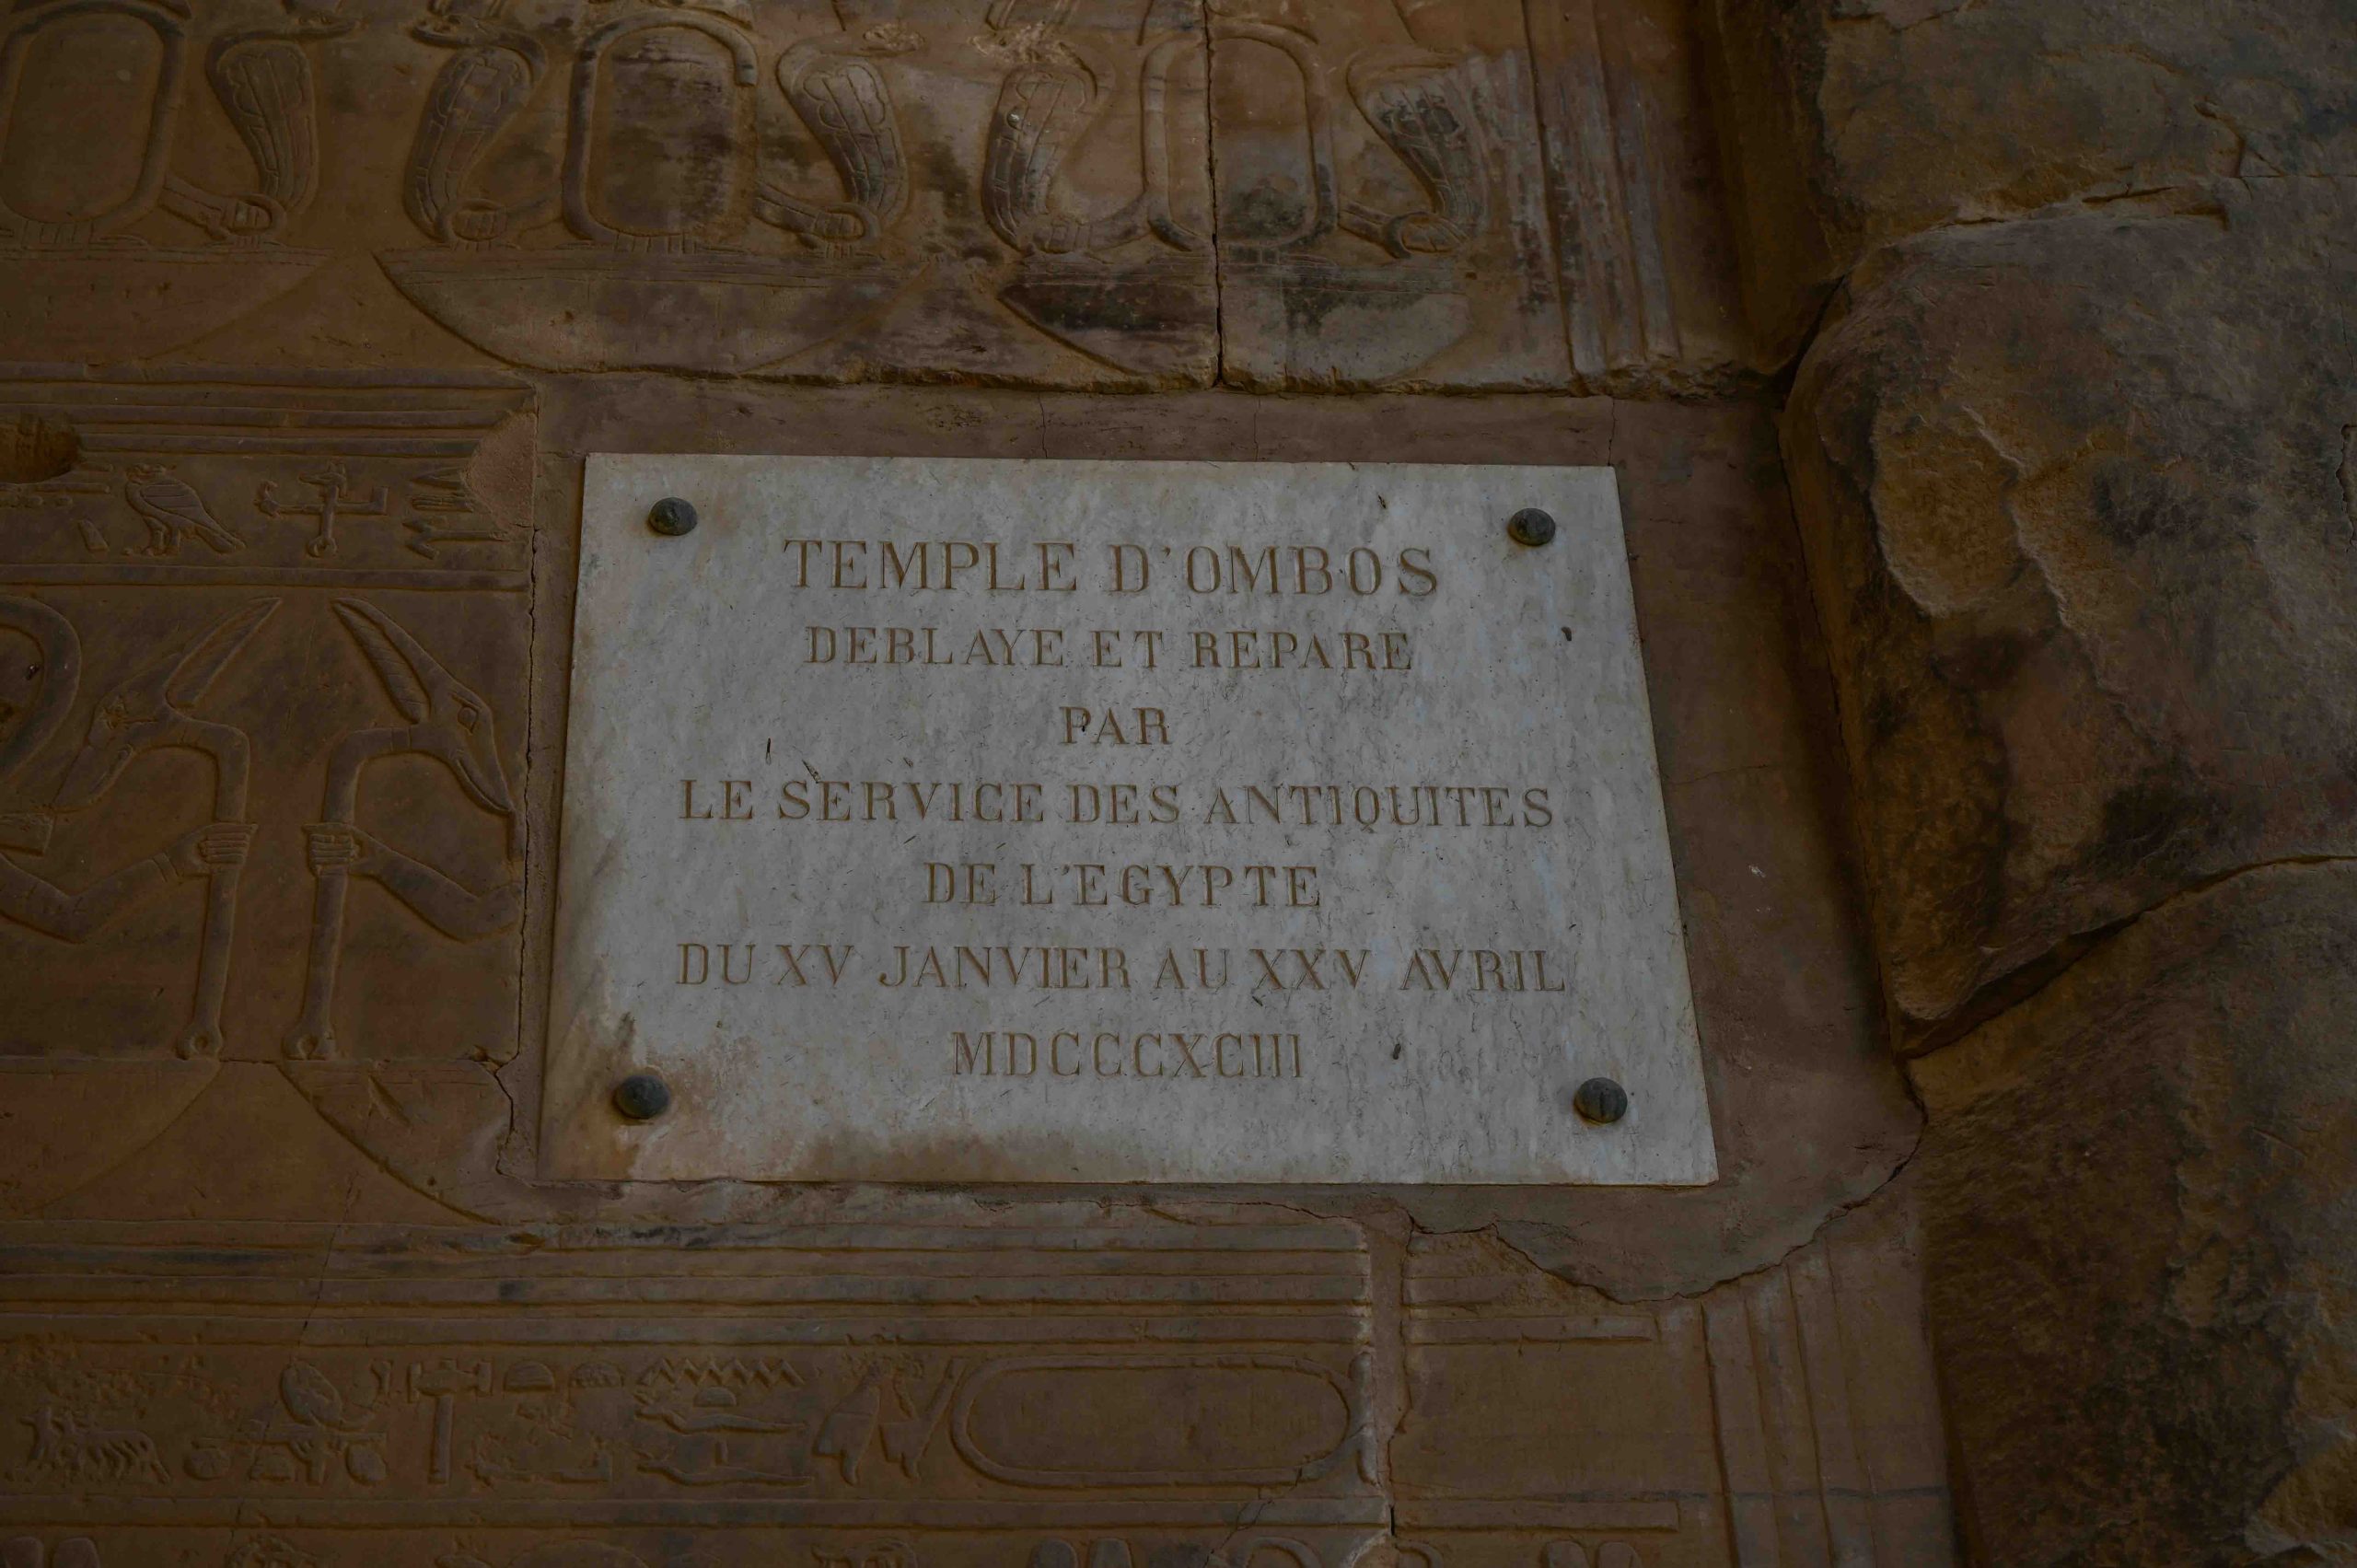 TEMPLE D'OMBOS
DEBLAYE ET REPARE
PAR
LE SERVICE DES ANTIQUITES
DE L'EGYPTE
DU XV JANVIER AU XXV AVRIL
MDCCCXCIII